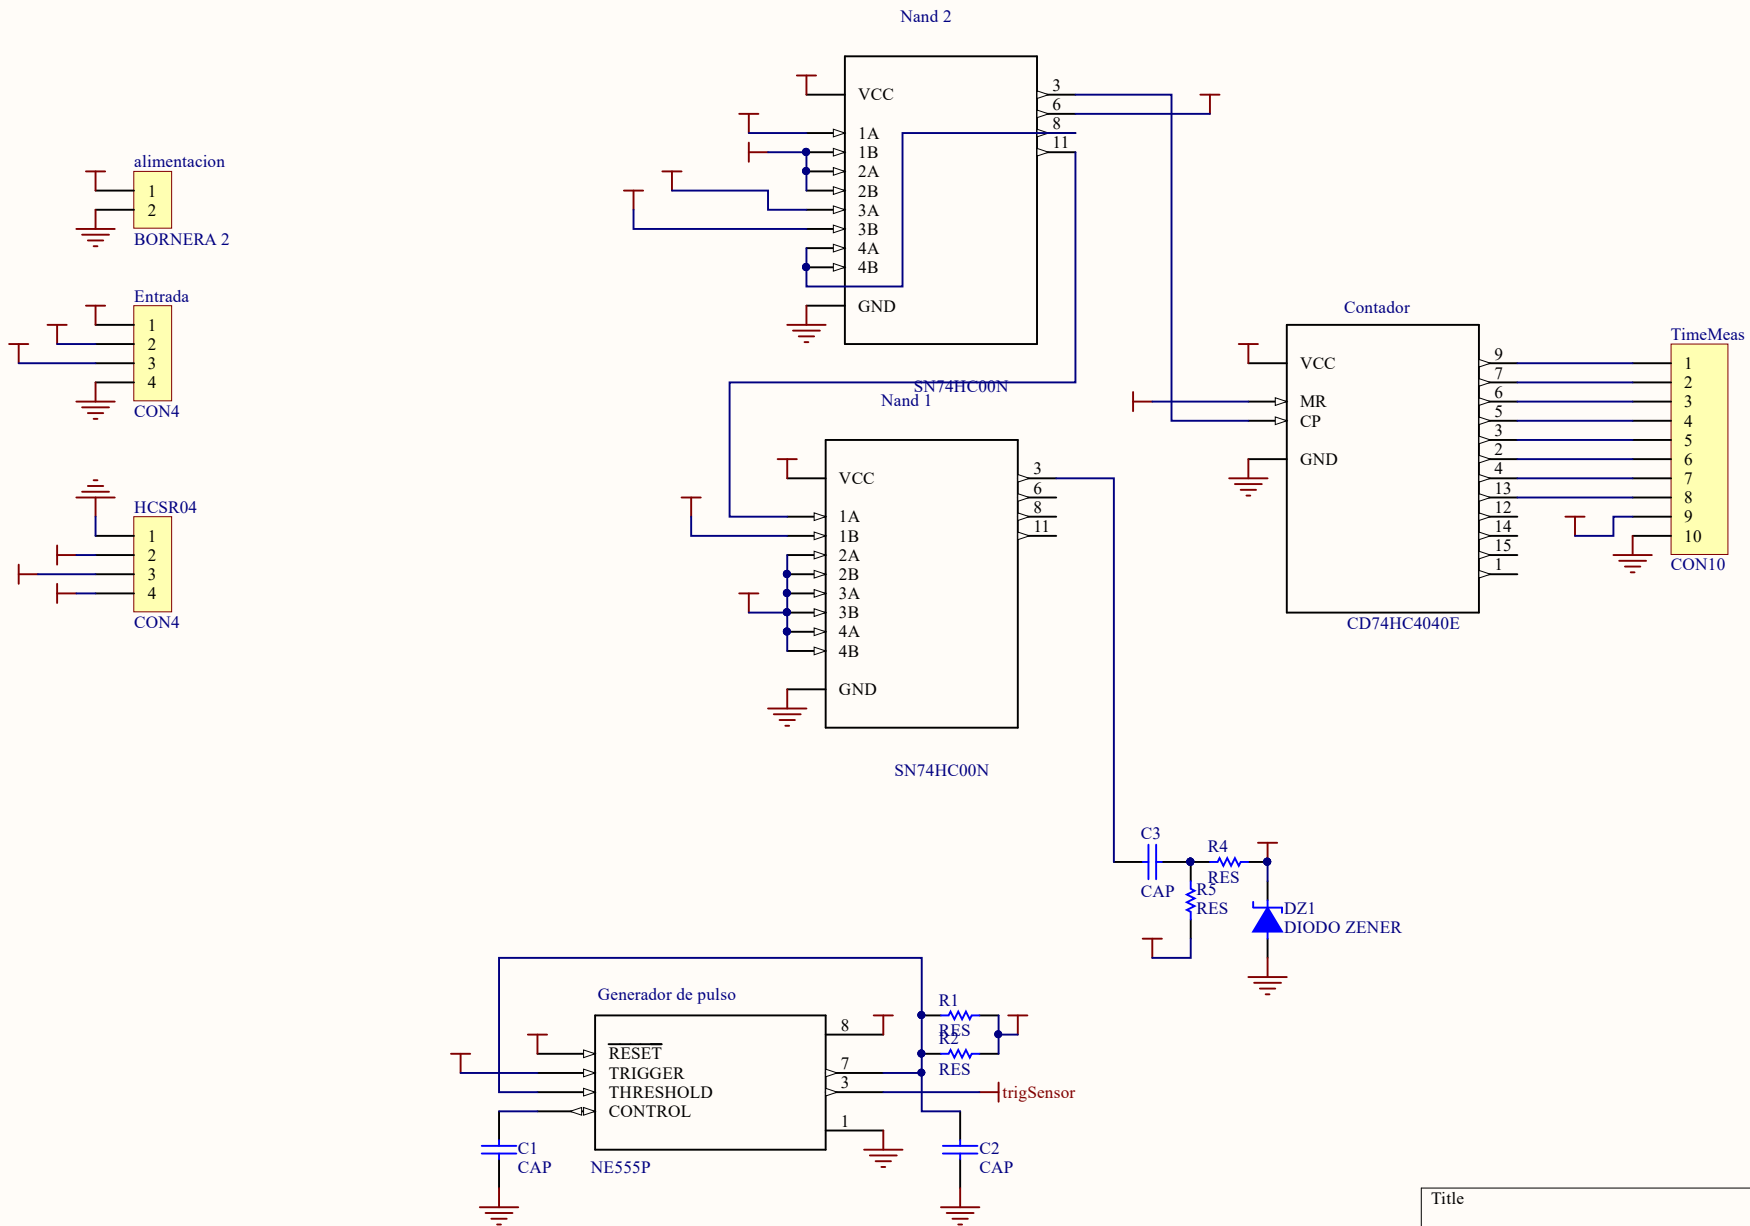 Nand 2
VCC
1A
1B
2A
2B
3A
3B
4A
4B
GND
3
6
8
11
SN74HC00N
alimentacion
1
2
BORNERA 2
Entrada
1
2
3
4
CON4
HCSR04
1
2
3
4
CON4
Nand 1
VCC
1A
1B
2A
2B
3A
3B
4A
4B
GND
3
6
8
11
SN74HC00N
Contador
VCC
MR
CP
GND
9
7
6
5
3
2
4
13
12
14
15
1
CD74HC4040E
TimeMeas
1
2
3
4
5
6
7
8
9
10
CON10
C3
CAP
R4
RES
R5
RES
DZ1
DIODO ZENER
Generador de pulso
RESET
TRIGGER
THRESHOLD
CONTROL
8
7
3
1
NE555P
R1
RES
R2
RES
trigSensor
C1
CAP
C2
CAP
Title